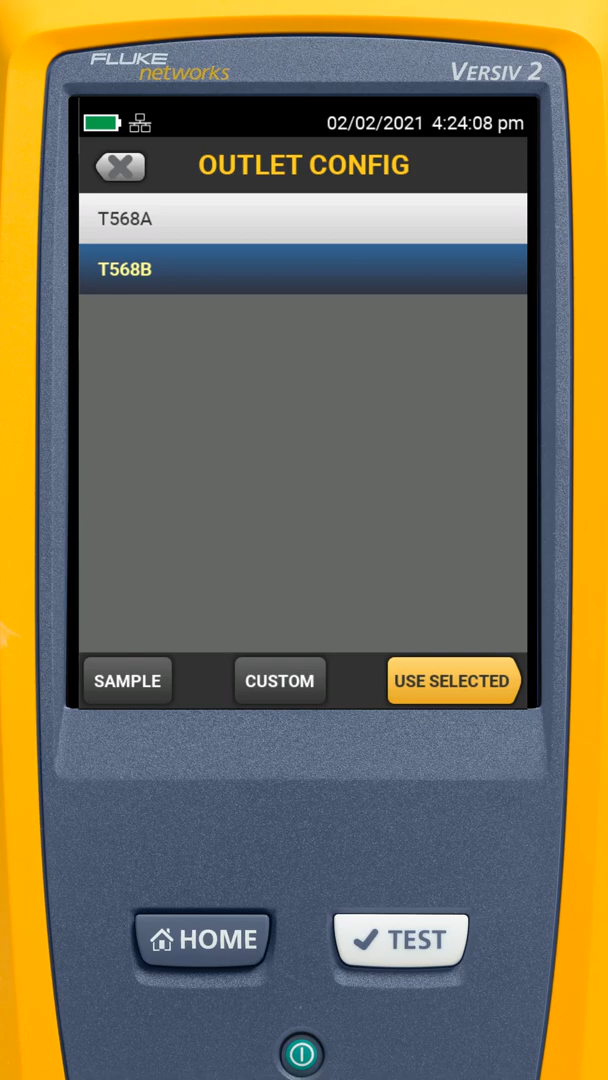 FLUKE
networks
VERSIV 2
02/02/2021 4:24:08 pm
OUTLET CONFIG
T568A
T568B
SAMPLE
CUSTOM
USE SELECTED
HOME
TEST